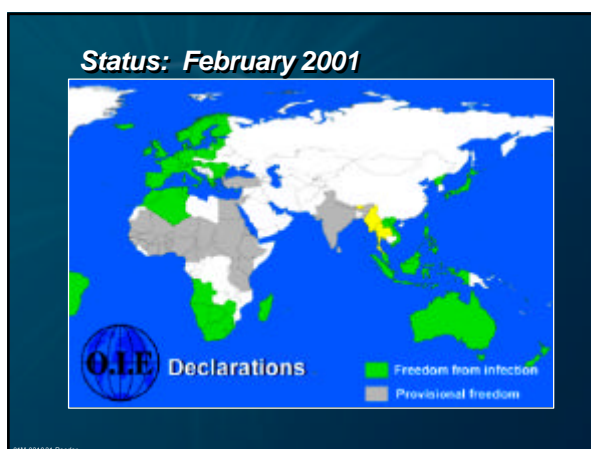 Status: February 2001
O.I.E Declarations
Freedom from infection
Provisional freedom